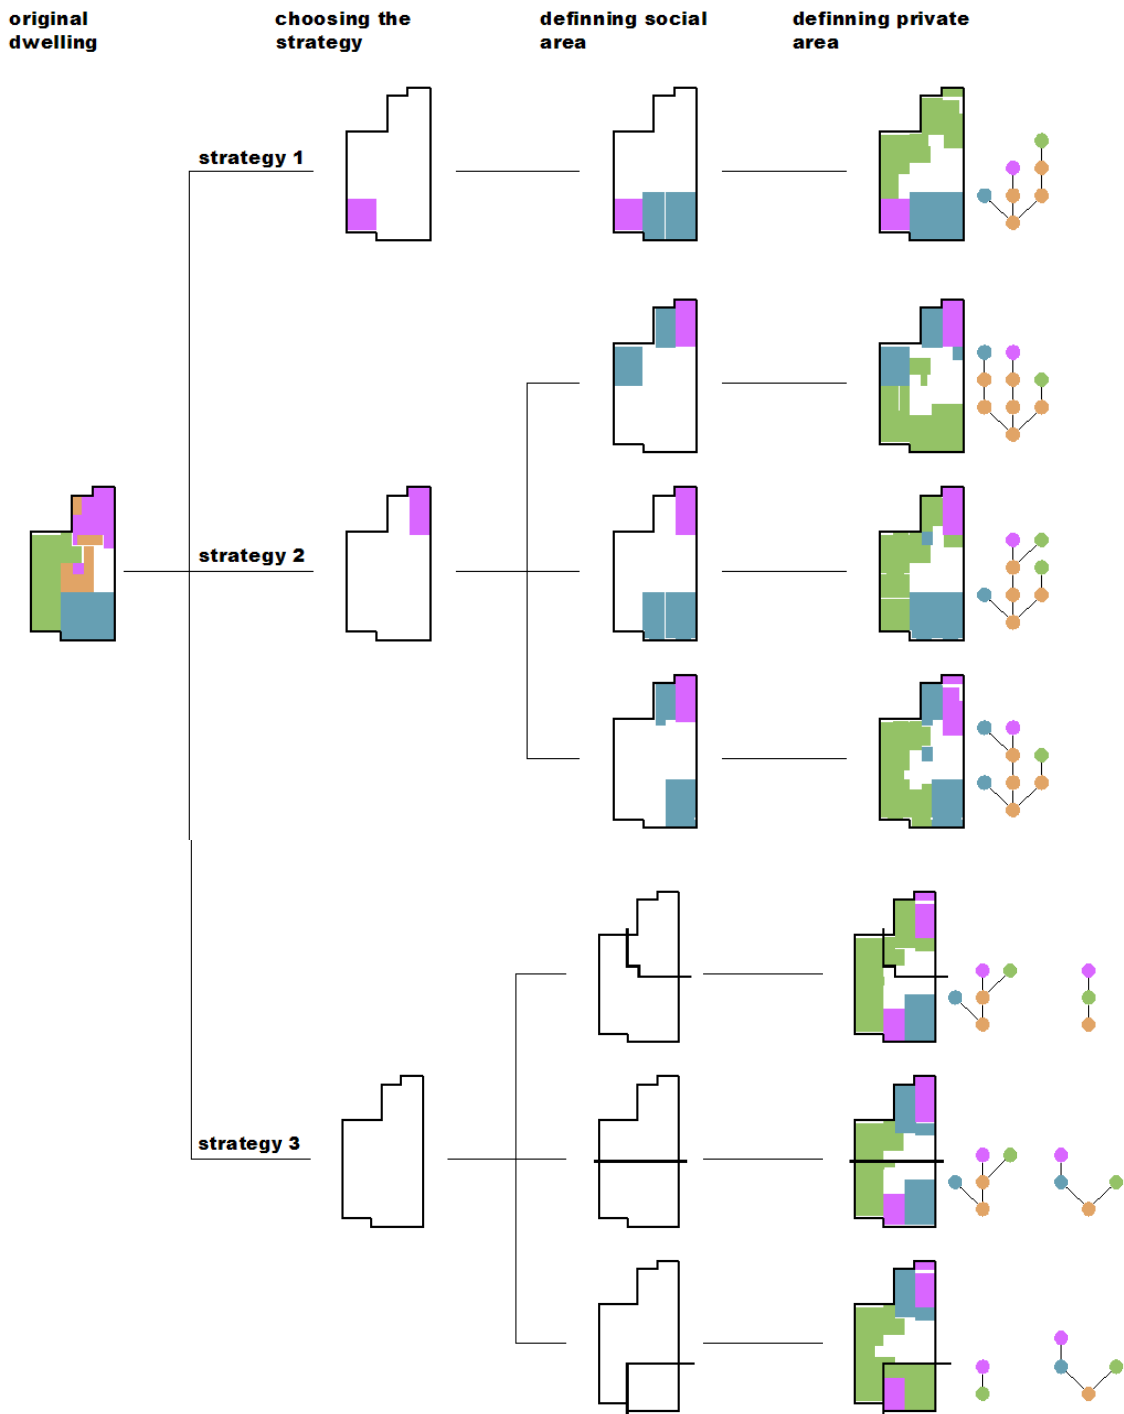 original
dwelling
choosing the
strategy
definning social
area
definning private
area
strategy 1
strategy 2
strategy 3